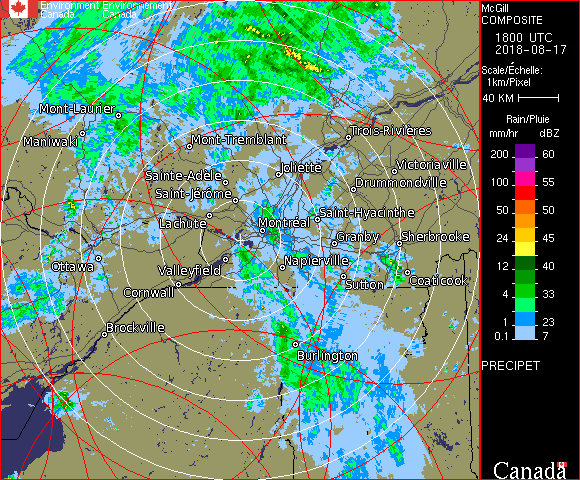 Environment Environnement
Canada Canada
Mont-Laurier
Maniwaki
Mont-Tremblant
Trois-Rivières
Joliette
Victoriaville
Sainte-Adèle
Drummondville
Saint-Jérôme
Lachute
Montréal
Saint-Hyacinthe
Granby
Sherbrooke
Ottawa
Valleyfield
Napierville
Coaticook
Cornwall
Sutton
Brockville
Burlington
McGill
COMPOSITE
1800 UTC
2018-08-17
Scale/Échelle:
1km/Pixel
40 KM
Rain/Pluie
mm/hr dBZ
200 60
150 55
100 55
50 50
24 45
12 40
4 33
1 23
0.1 7
PRECIPET
Canada